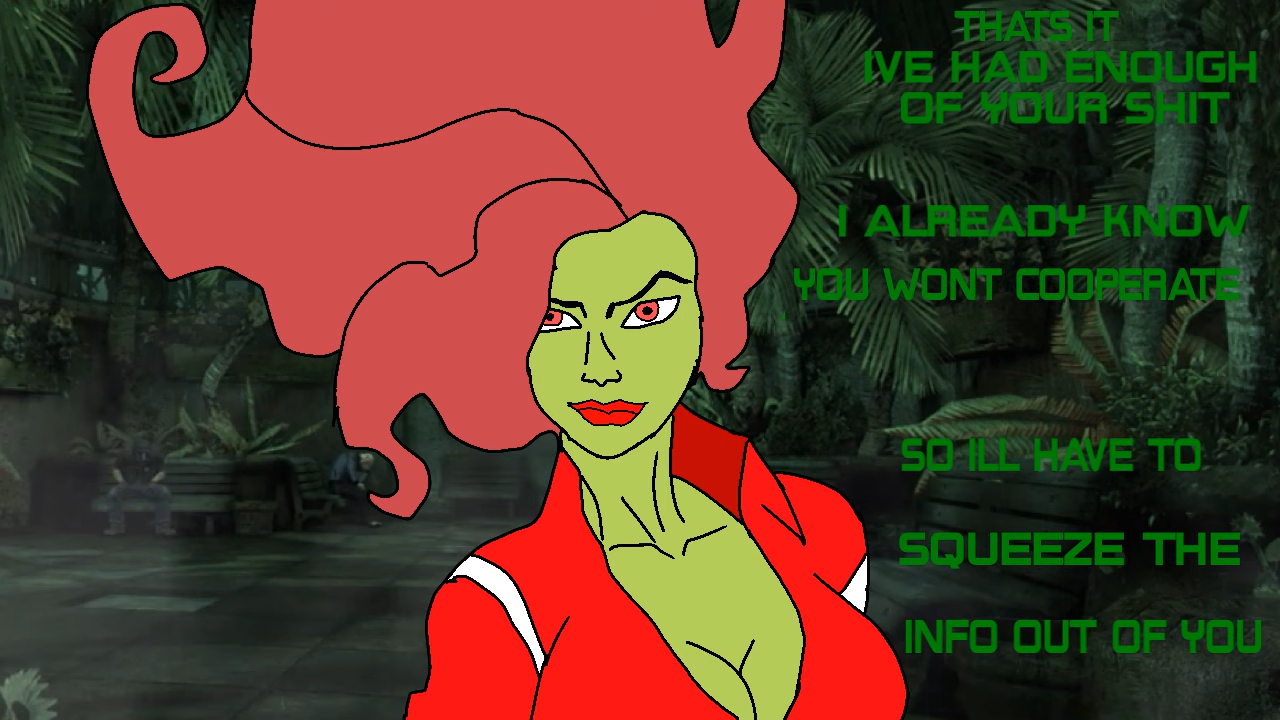 THATS IT
IVE HAD ENOUGH
OF YOUR SHIT
I ALREADY KNOW
YOU WONT COOPERATE
SO ILL HAVE TO
SQUEEZE THE
INFO OUT OF YOU